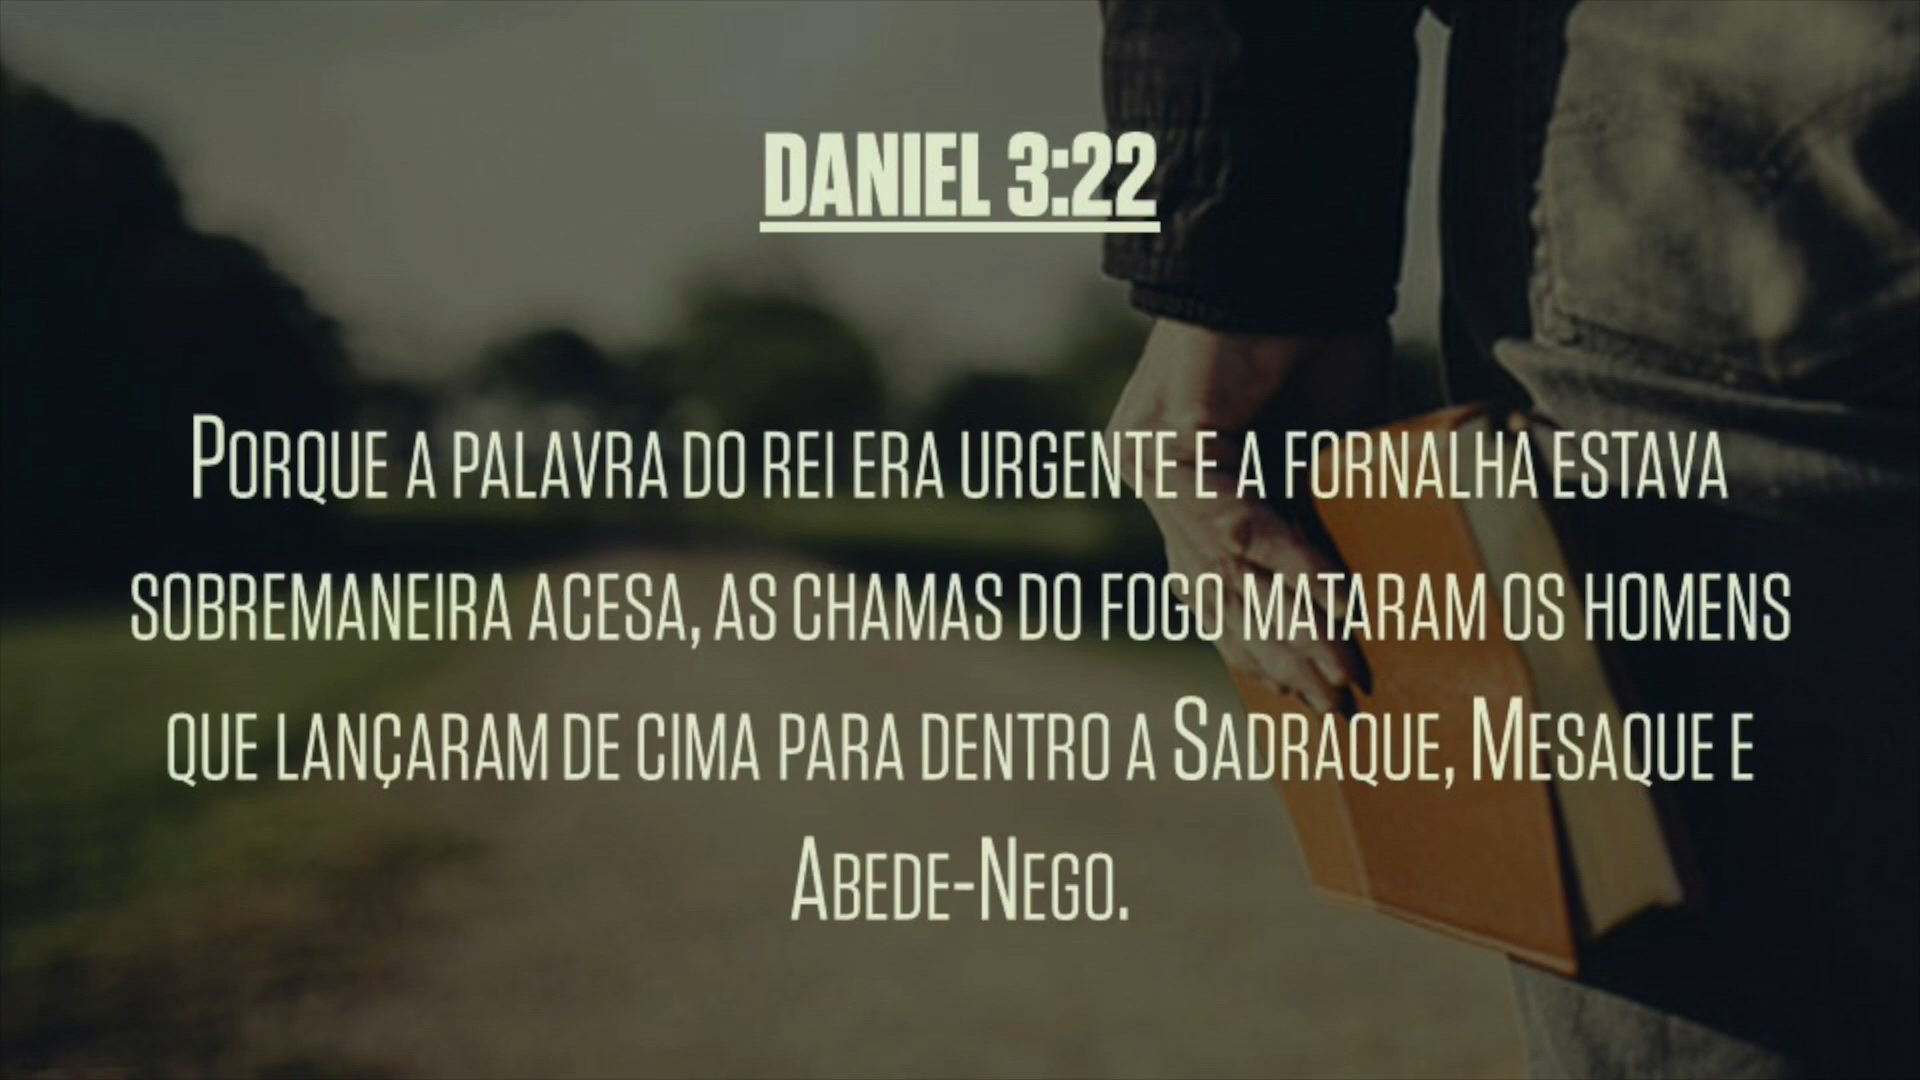 DANIEL 3:22
Porque a palavra do rei era urgente e a fornalha estava
sobremaneira acesa, as chamas do fogo mataram os homens
que lançaram de cima para dentro a Sadraque, Mesaque e
Abede-Nego.